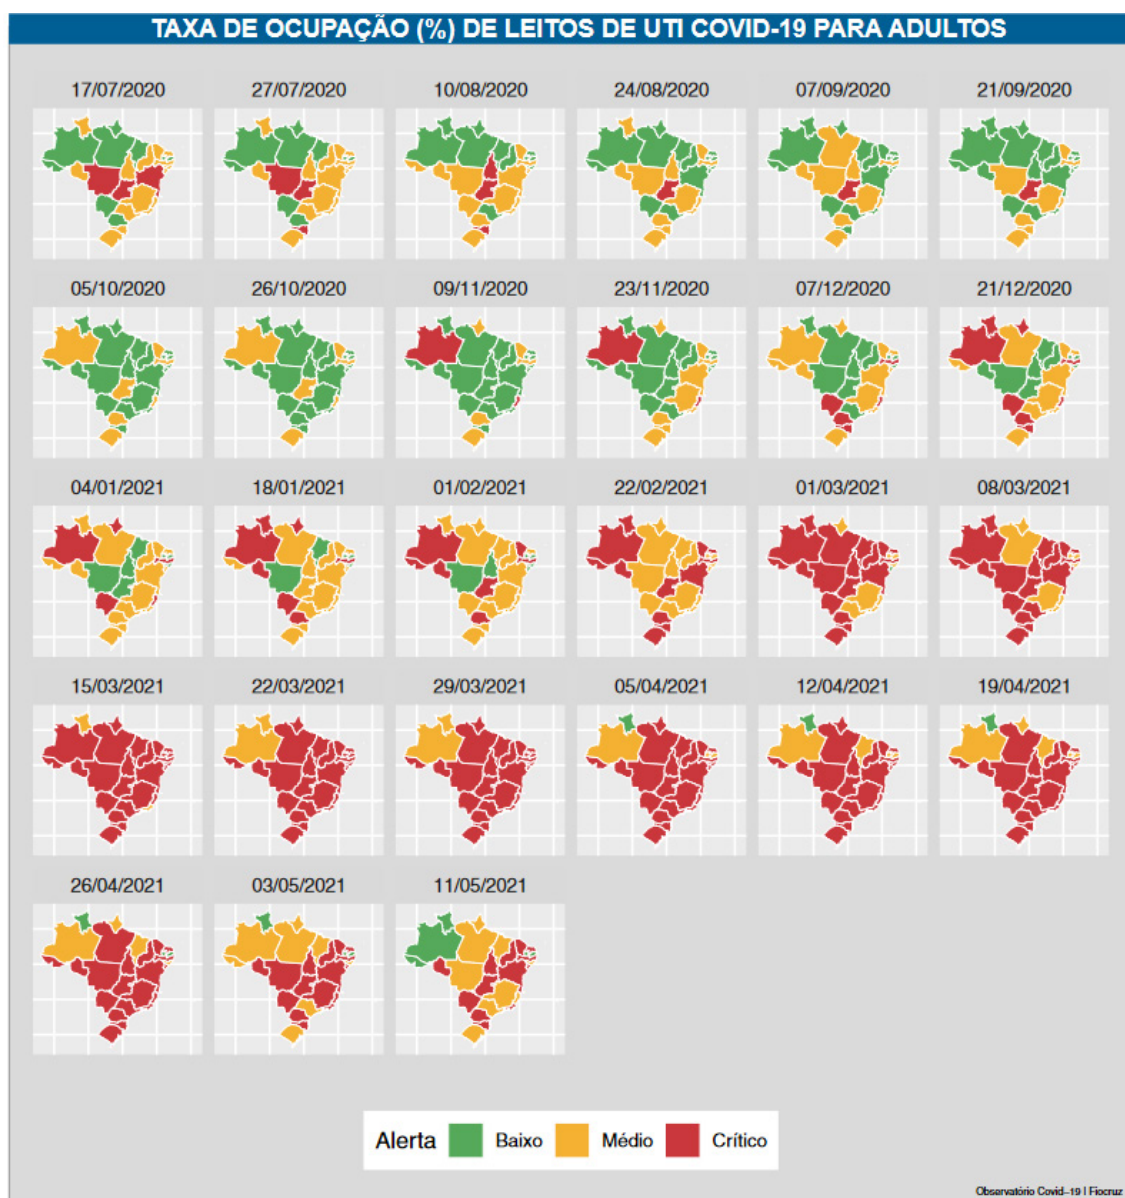 TAXA DE OCUPAÇÃO (%) DE LEITOS DE UTI COVID-19 PARA ADULTOS
17/07/2020 27/07/2020 10/08/2020 24/08/2020 07/09/2020 21/09/2020
05/10/2020 26/10/2020 09/11/2020 23/11/2020 07/12/2020 21/12/2020
04/01/2021 18/01/2021 01/02/2021 22/02/2021 01/03/2021 08/03/2021
15/03/2021 22/03/2021 29/03/2021 05/04/2021 12/04/2021 19/04/2021
26/04/2021 03/05/2021 11/05/2021
Alerta Baixo Médio Crítico
Observatório Covid-19 | Fiocruz